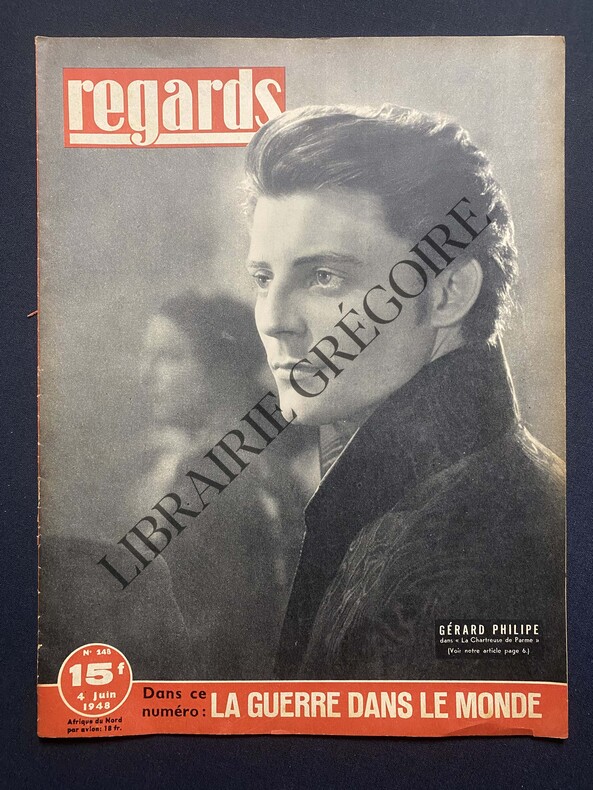 regards
LIBRAIRIE GRÉGOIRE
GÉRARD PHILIPE
dans « La Chartreuse de Parme »
(Voir notre article page 6.)
N° 248
15f
4 Juin
1948
Afrique du Nord
par avion: 18 fr.
Dans ce
numéro : LA GUERRE DANS LE MONDE